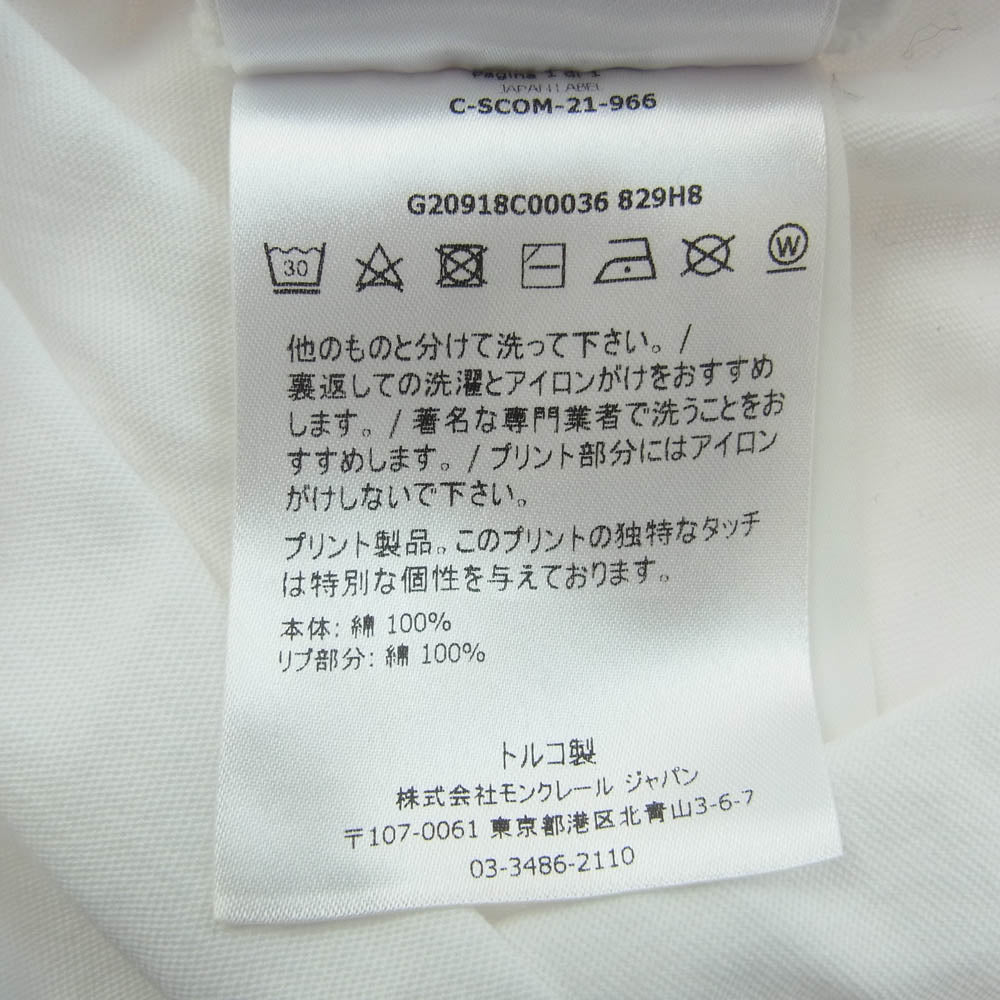 Pagina 1 di 1
JAPAN LABEL
C-SCOM-21-966
G20918C00036 829H8
30
W
他のものと分けて洗って下さい。/
裏返しての洗濯とアイロンがけをおすすめ
します。/ 著名な専門業者で洗うことをお
すすめします。/ プリント部分にはアイロン
がけしないで下さい。
プリント製品。このプリントの独特なタッチ
は特別な個性を与えております。
本体: 綿 100%
リブ部分: 綿 100%
トルコ製
株式会社モンクレール ジャパン
〒107-0061 東京都港区北青山3-6-7
03-3486-2110